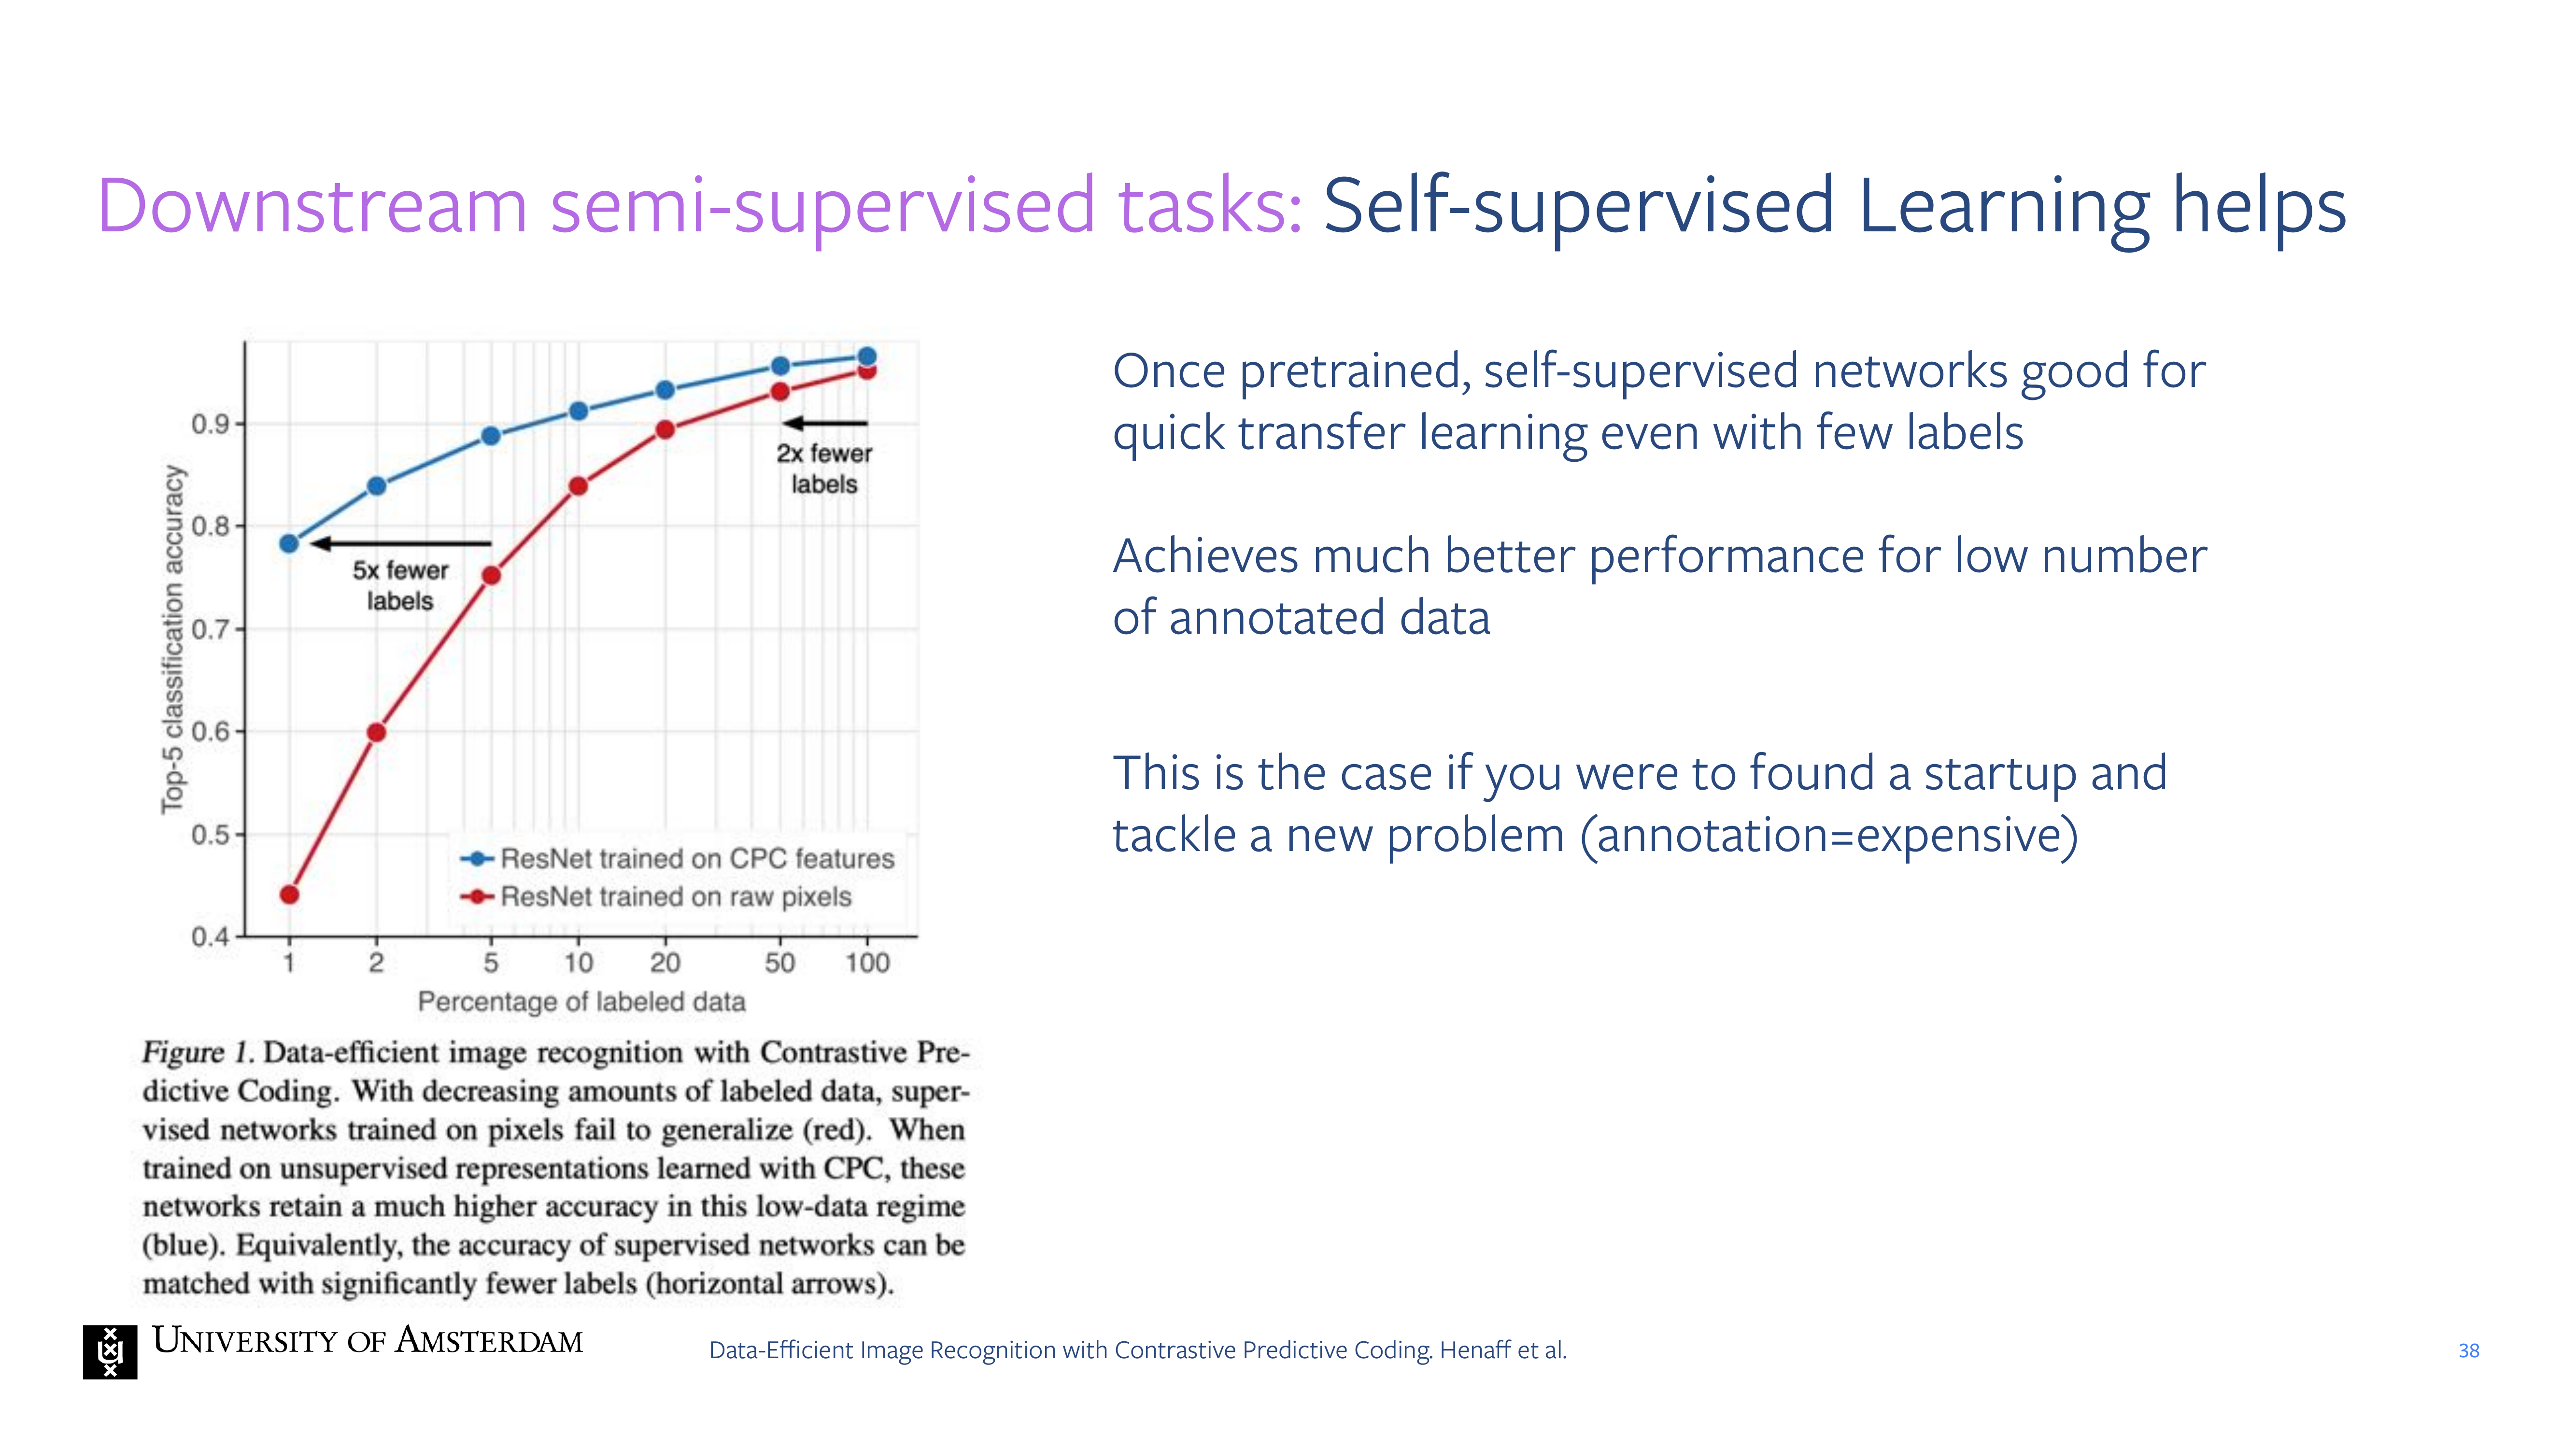 Downstream semi-supervised tasks: Self-supervised Learning helps
Top-5 classification accuracy
0.9
0.8
0.7
0.6
0.5
0.4
5x fewer
labels
2x fewer
labels
ResNet trained on CPC features
ResNet trained on raw pixels
1 2 5 10 20 50 100
Percentage of labeled data
Figure 1. Data-efficient image recognition with Contrastive Pre-
dictive Coding. With decreasing amounts of labeled data, super-
vised networks trained on pixels fail to generalize (red). When
trained on unsupervised representations learned with CPC, these
networks retain a much higher accuracy in this low-data regime
(blue). Equivalently, the accuracy of supervised networks can be
matched with significantly fewer labels (horizontal arrows).
Once pretrained, self-supervised networks good for
quick transfer learning even with few labels
Achieves much better performance for low number
of annotated data
This is the case if you were to found a startup and
tackle a new problem (annotation=expensive)
UNIVERSITY OF AMSTERDAM
Data-Efficient Image Recognition with Contrastive Predictive Coding. Henaff et al.
38